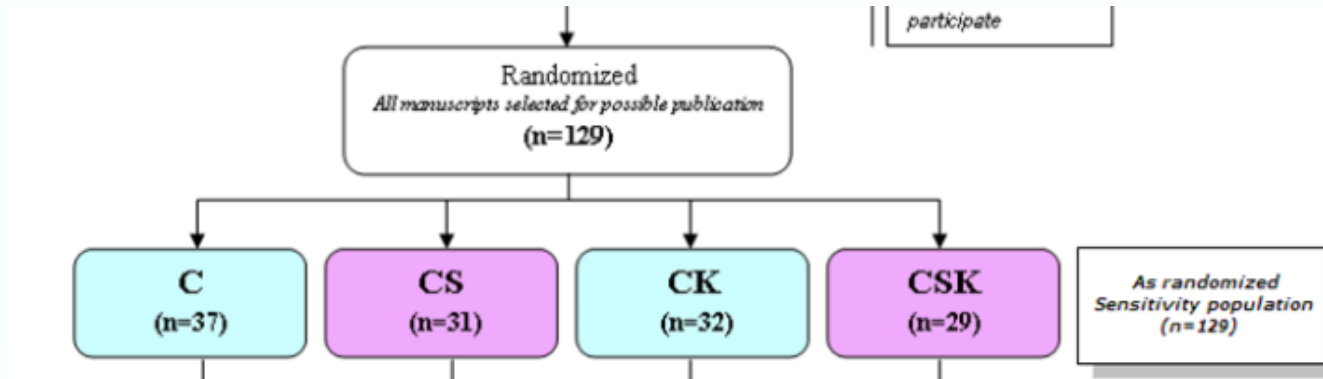 participate
Randomized
All manuscripts selected for possible publication
(n=129)
C
(n=37)
CS
(n=31)
CK
(n=32)
CSK
(n=29)
As randomized
Sensitivity population
(n=129)